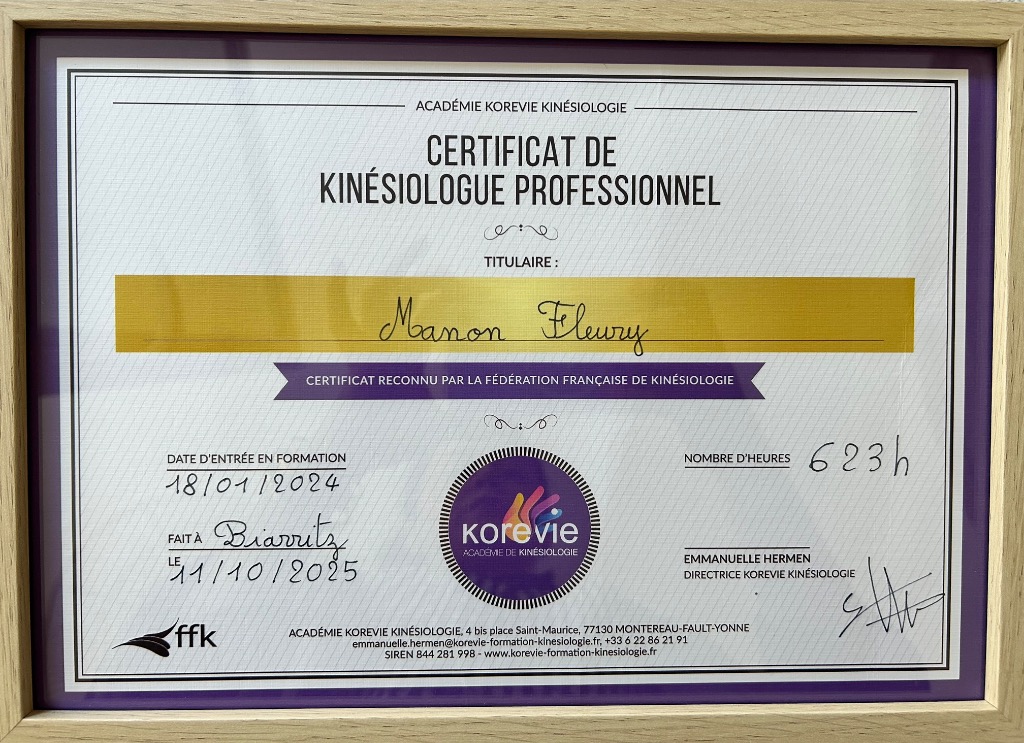 ACADÉMIE KOREVIE KINÉSIOLOGIE
CERTIFICAT DE
KINÉSIOLOGUE PROFESSIONNEL
TITULAIRE :
Manon Fleury
CERTIFICAT RECONNU PAR LA FÉDÉRATION FRANÇAISE DE KINÉSIOLOGIE
DATE D'ENTRÉE EN FORMATION
18/01/2024
FAIT À Biarritz
LE 11/10/2025
KOREVIE
ACADÉMIE DE KINÉSIOLOGIE
NOMBRE D'HEURES 623h
EMMANUELLE HERMEN
DIRECTRICE KOREVIE KINÉSIOLOGIE
ffk
ACADÉMIE KOREVIE KINÉSIOLOGIE, 4 bis place Saint-Maurice, 77130 MONTEREAU-FAULT-YONNE
emmanuelle.hermen@korevie-formation-kinesiologie.fr, +33 6 22 86 21 91
SIREN 844 281 998 - www.korevie-formation-kinesiologie.fr